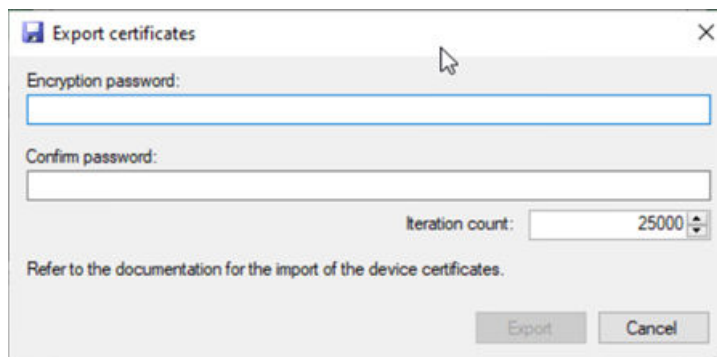 Export certificates
Encryption password:
Confirm password:
Iteration count: 25000
Refer to the documentation for the import of the device certificates.
Export Cancel